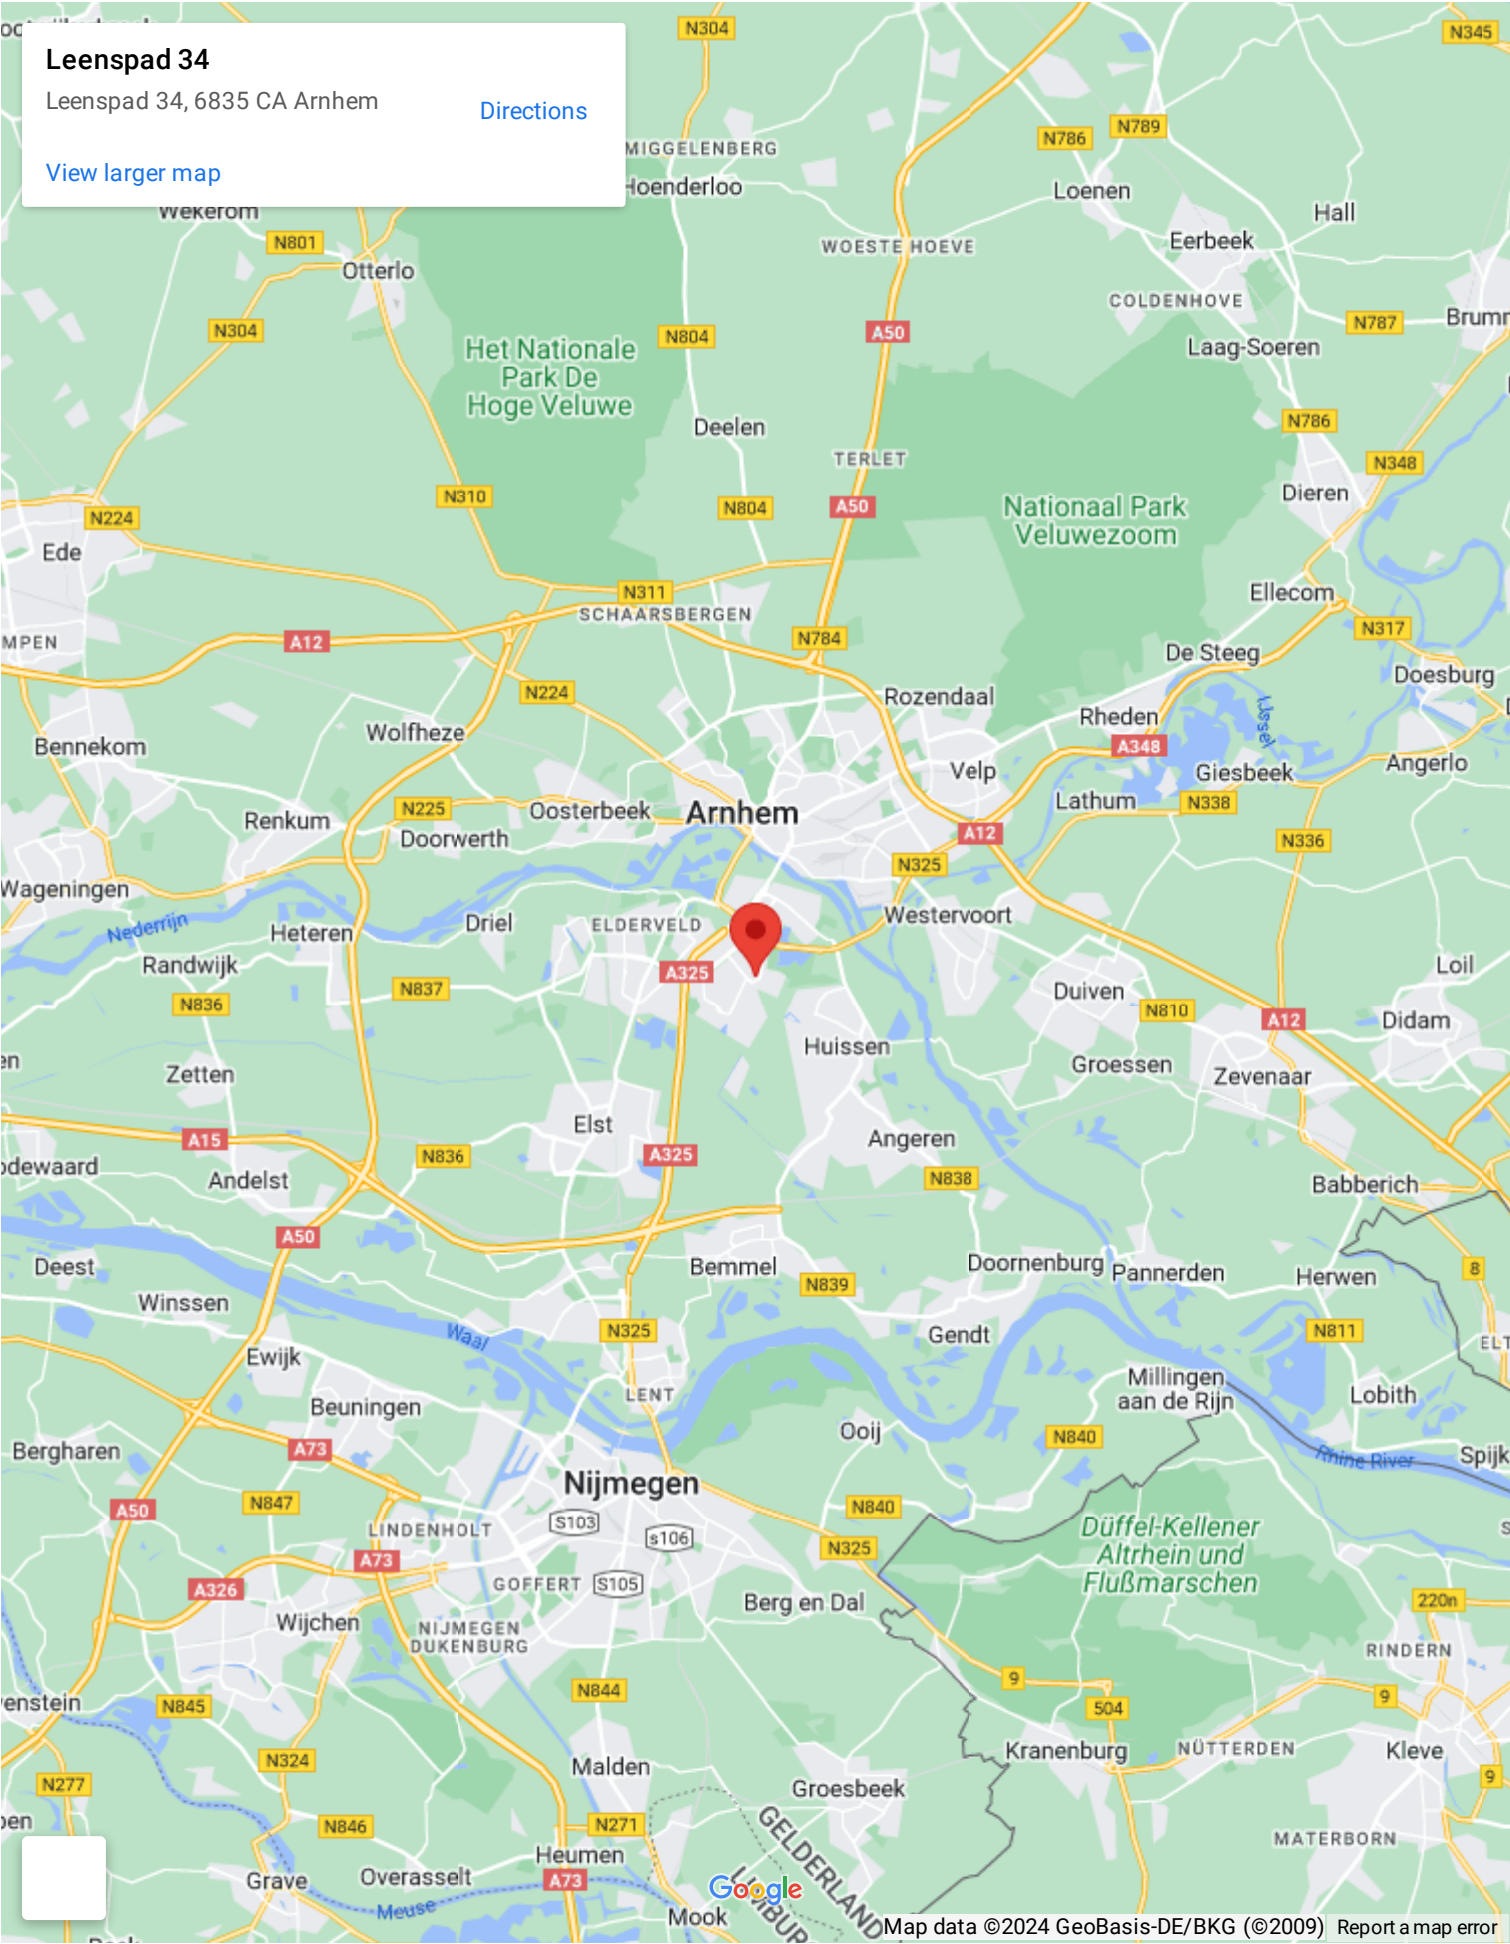 Leenspad 34
Leenspad 34, 6835 CA Arnhem
Directions
View larger map
N304
N345
N786
N789
MIGGELENBERG
Hoenderloo
Loenen
Wekerom
Hall
N801
WOESTE HOEVE
Eerbeek
Otterlo
COLDENHOVE
N304
N804
A50
N787
Laag-Soeren
Het Nationale
Park De
Hoge Veluwe
Deelen
N786
TERLET
N348
N310
Dieren
N224
N804
A50
Nationaal Park
Veluwezoom
Ede
N311
Ellecom
SCHAARSBERGEN
N317
A12
N784
De Steeg
Doesburg
N224
Rozendaal
IJssel
Wolfheze
Rheden
Bennekom
A348
Velp
Giesbeek
Angerlo
N225
Oosterbeek
Arnhem
Lathum
N338
Renkum
Doorwerth
A12
N336
N325
Wageningen
Nederrijn
Driel
ELDERVELD
Westervoort
Heteren
Randwijk
A325
Loil
N836
N837
Duiven
N810
A12
Didam
Huissen
Groessen
Zetten
Zevenaar
Elst
A15
Angeren
N836
A325
Andelst
N838
Babberich
A50
Deest
Bemmel
Doornenburg
Pannerden
Herwen
8
N839
Winssen
Waal
N325
Gendt
N811
Ewijk
Millingen
aan de Rijn
LENT
Lobith
Beuningen
Ooij
N840
Bergharen
A73
Rhine River
Spijk
Nijmegen
A50
N847
N840
LINDENHOLT
S103
s106
Düffel-Kellener
Altrhein und
Flußmarschen
N325
A73
A326
GOFFERT
S105
Berg en Dal
220n
Wijchen
NIJMEGEN
DUKENBURG
RINDERN
9
N844
N845
504
9
Kranenburg
NÜTTERDEN
Kleve
N324
Malden
N277
Groesbeek
9
N846
N271
GELDERLAND
MATERBORN
Heumen
Overasselt
Grave
A73
Google
Meuse
Mook
Map data ©2024 GeoBasis-DE/BKG (©2009)
Report a map error